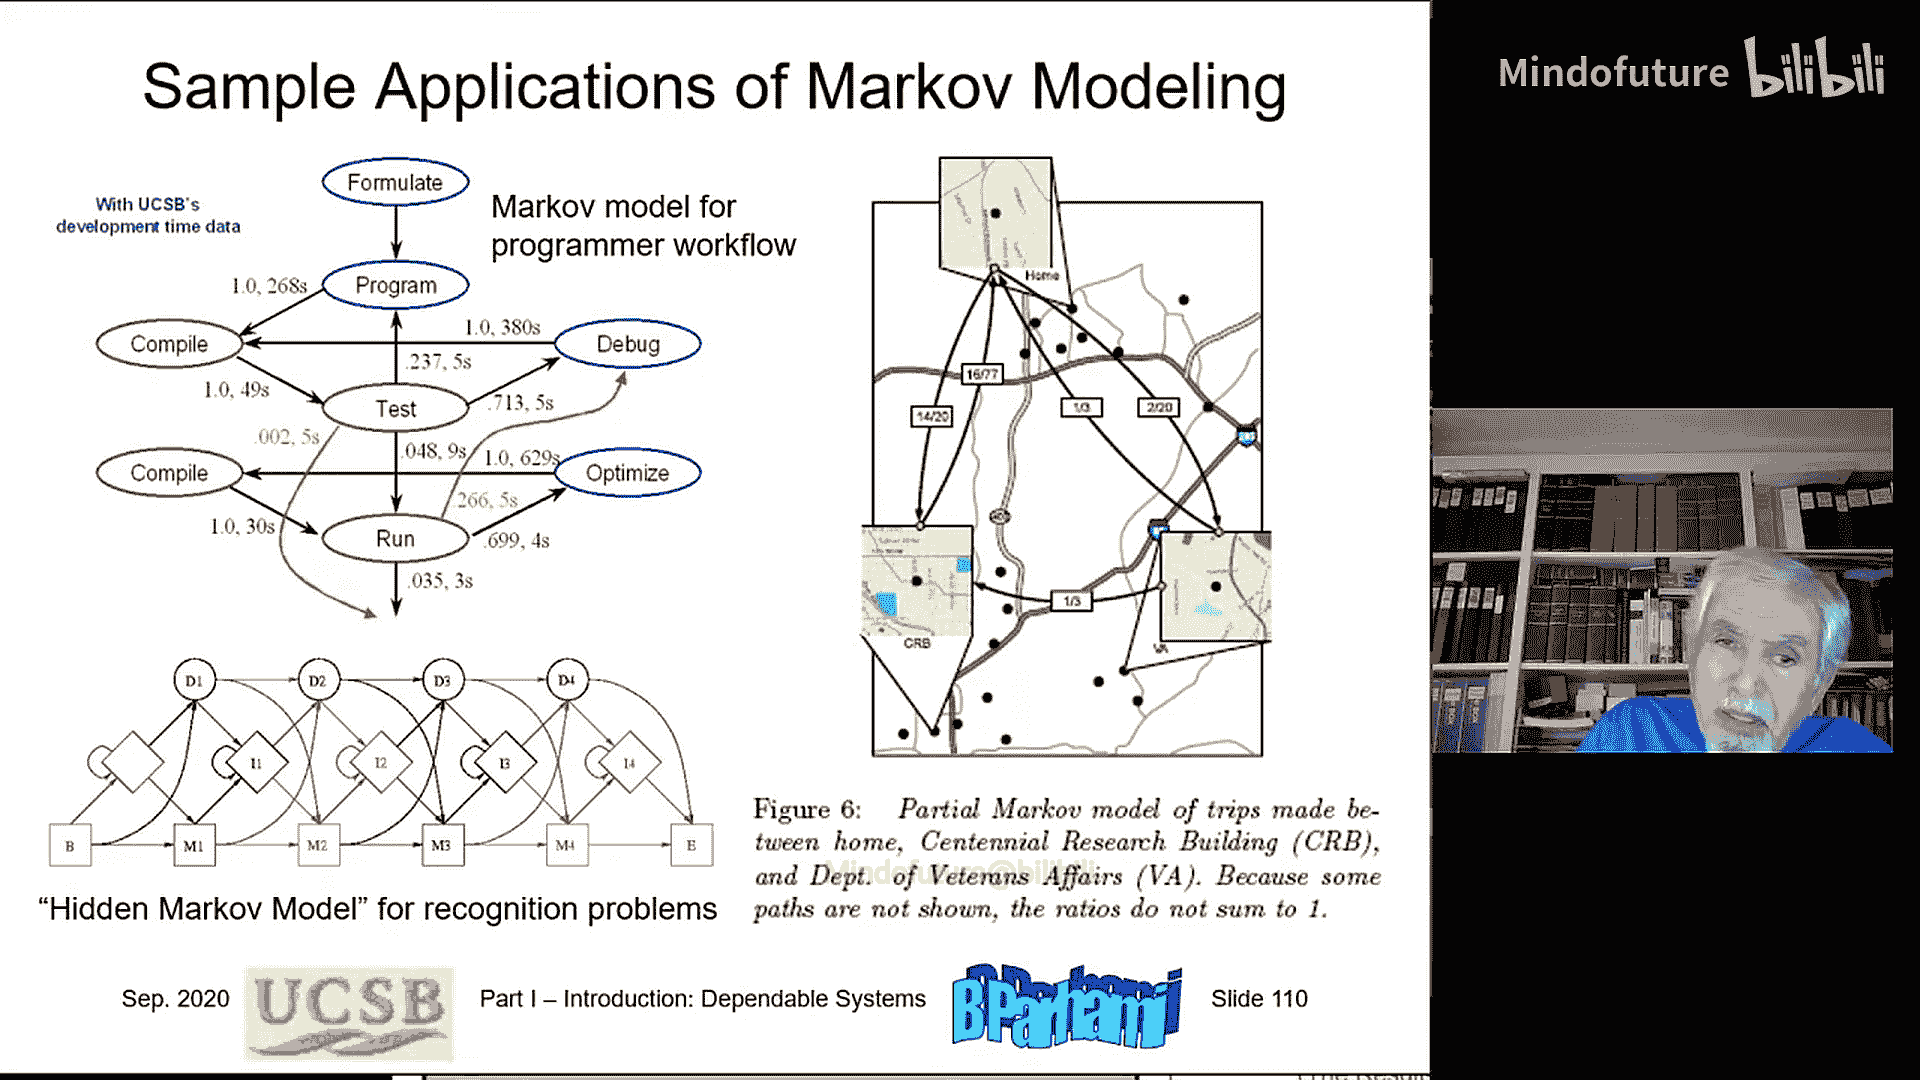 Sample Applications of Markov Modeling
Mindofuture bilibili
Formulate
With UCSB's
development time data
Markov model for
programmer workflow
1.0, 268s
Program
1.0, 380s
Compile
Debug
.237, 5s
1.0, 49s
.713, 5s
Test
.002, 5s
.048, 9s
1.0, 629s
Compile
Optimize
.266, 5s
1.0, 30s
Run
.699, 4s
.035, 3s
Home
16/77
14/20
1/3
2/20
1/3
CRB
VA
D1
D2
D3
D4
I1
I2
I3
I4
B
M1
M2
M3
M4
E
"Hidden Markov Model" for recognition problems
Figure 6: Partial Markov model of trips made be-
tween home, Centennial Research Building (CRB),
and Dept. of Veterans Affairs (VA). Because some
paths are not shown, the ratios do not sum to 1.
Mindofuture@bilibili
Sep. 2020
UCSB
Part I – Introduction: Dependable Systems
B Parhami
Slide 110